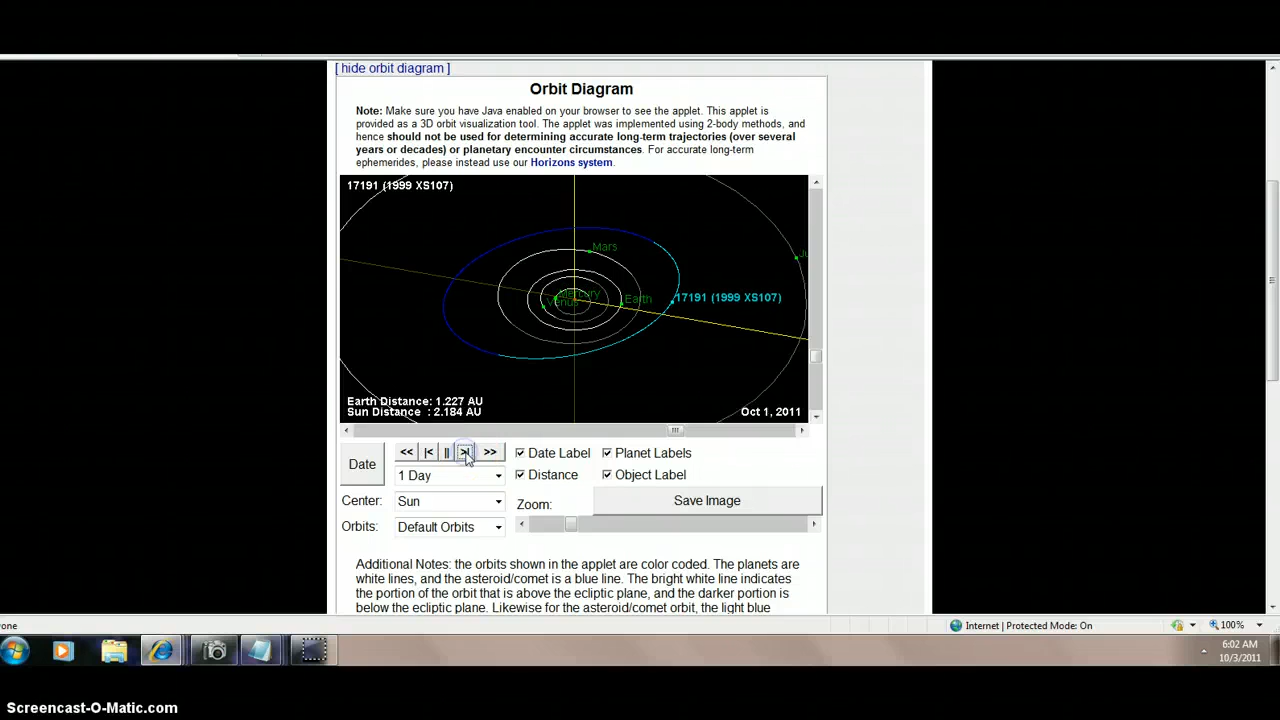 [ hide orbit diagram ]
Orbit Diagram
Note: Make sure you have Java enabled on your browser to see the applet. This applet is
provided as a 3D orbit visualization tool. The applet was implemented using 2-body methods, and
hence should not be used for determining accurate long-term trajectories (over several
years or decades) or planetary encounter circumstances. For accurate long-term
ephemerides, please instead use our Horizons system.
17191 (1999 XS107)
Mars
Ju
Mercury
Venus
Earth
17191 (1999 XS107)
Earth Distance: 1.227 AU
Sun Distance : 2.184 AU
Oct 1, 2011
Date
<< |< || >| >>
Date Label
Planet Labels
1 Day
Distance
Object Label
Center: Sun
Zoom:
Save Image
Orbits: Default Orbits
Additional Notes: the orbits shown in the applet are color coded. The planets are
white lines, and the asteroid/comet is a blue line. The bright white line indicates
the portion of the orbit that is above the ecliptic plane, and the darker portion is
below the ecliptic plane. Likewise for the asteroid/comet orbit, the light blue
one
Internet | Protected Mode: On
100%
6:02 AM
10/3/2011
Screencast-O-Matic.com